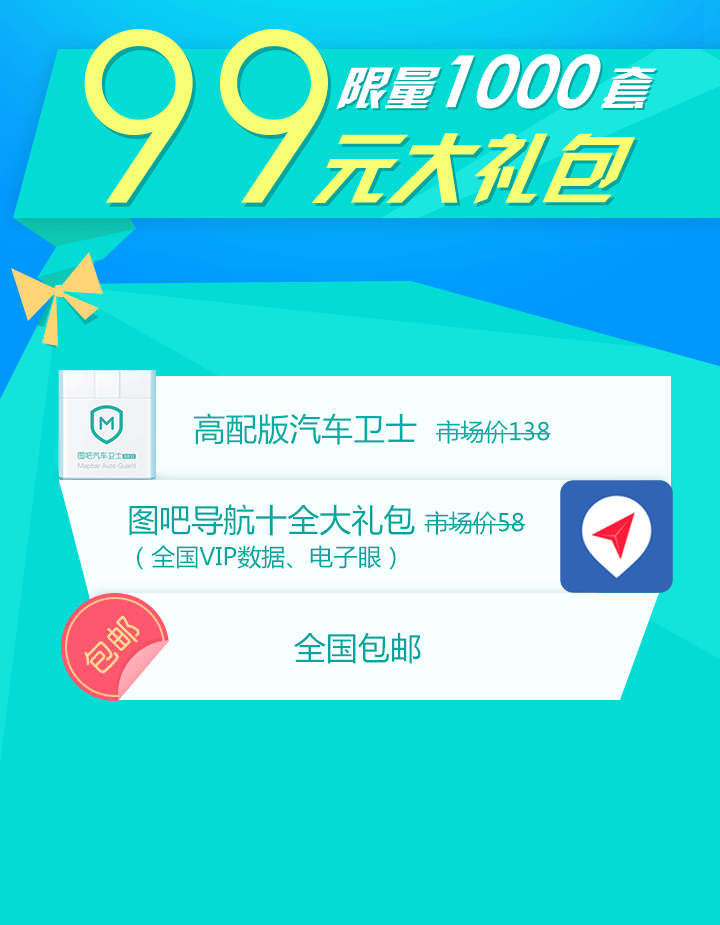 99
限量1000套
元大礼包
高配版汽车卫士 市场价138
M
图吧汽车卫士
Mapbar Auto Guard
图吧导航十全大礼包 市场价58
（全国VIP数据、电子眼）
包邮
全国包邮